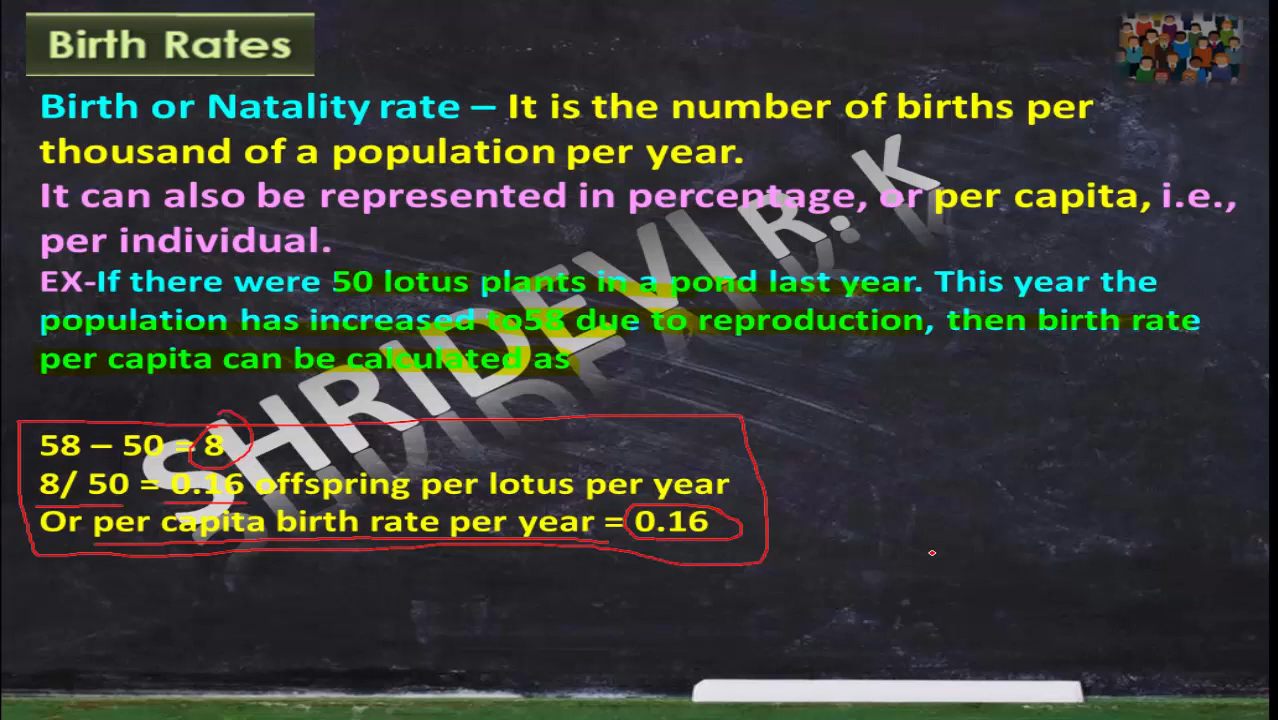 Birth Rates
Birth or Natality rate – It is the number of births per
thousand of a population per year.
It can also be represented in percentage, or per capita, i.e.,
per individual.
EX-If there were 50 lotus plants in a pond last year. This year the
population has increased to58 due to reproduction, then birth rate
per capita can be calculated as
58 – 50 = 8
8/ 50 = 0.16 offspring per lotus per year
Or per capita birth rate per year = 0.16
SHRIDEVI R. K